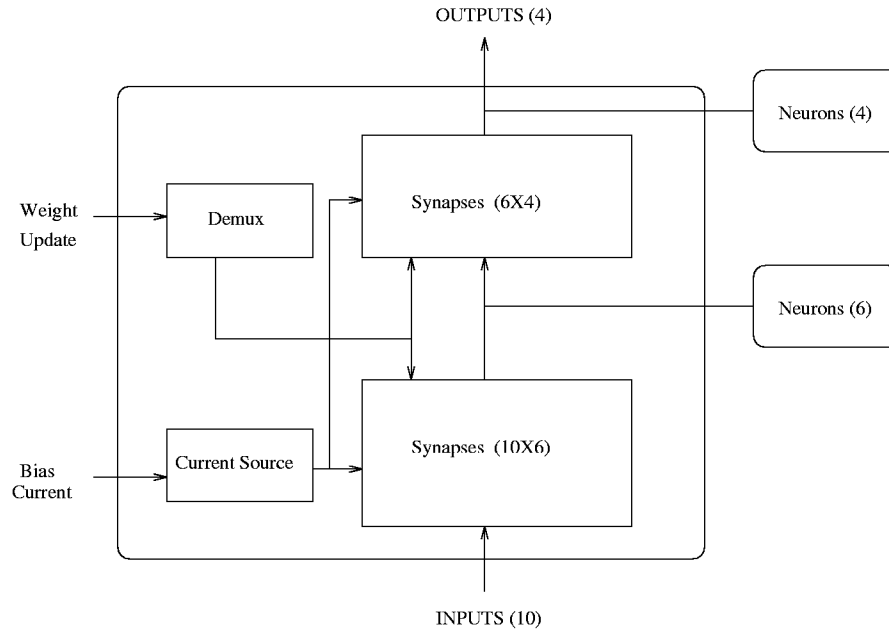 OUTPUTS (4)
Neurons (4)
Synapses (6X4)
Weight
Update
Demux
Neurons (6)
Synapses (10X6)
Current Source
Bias
Current
INPUTS (10)